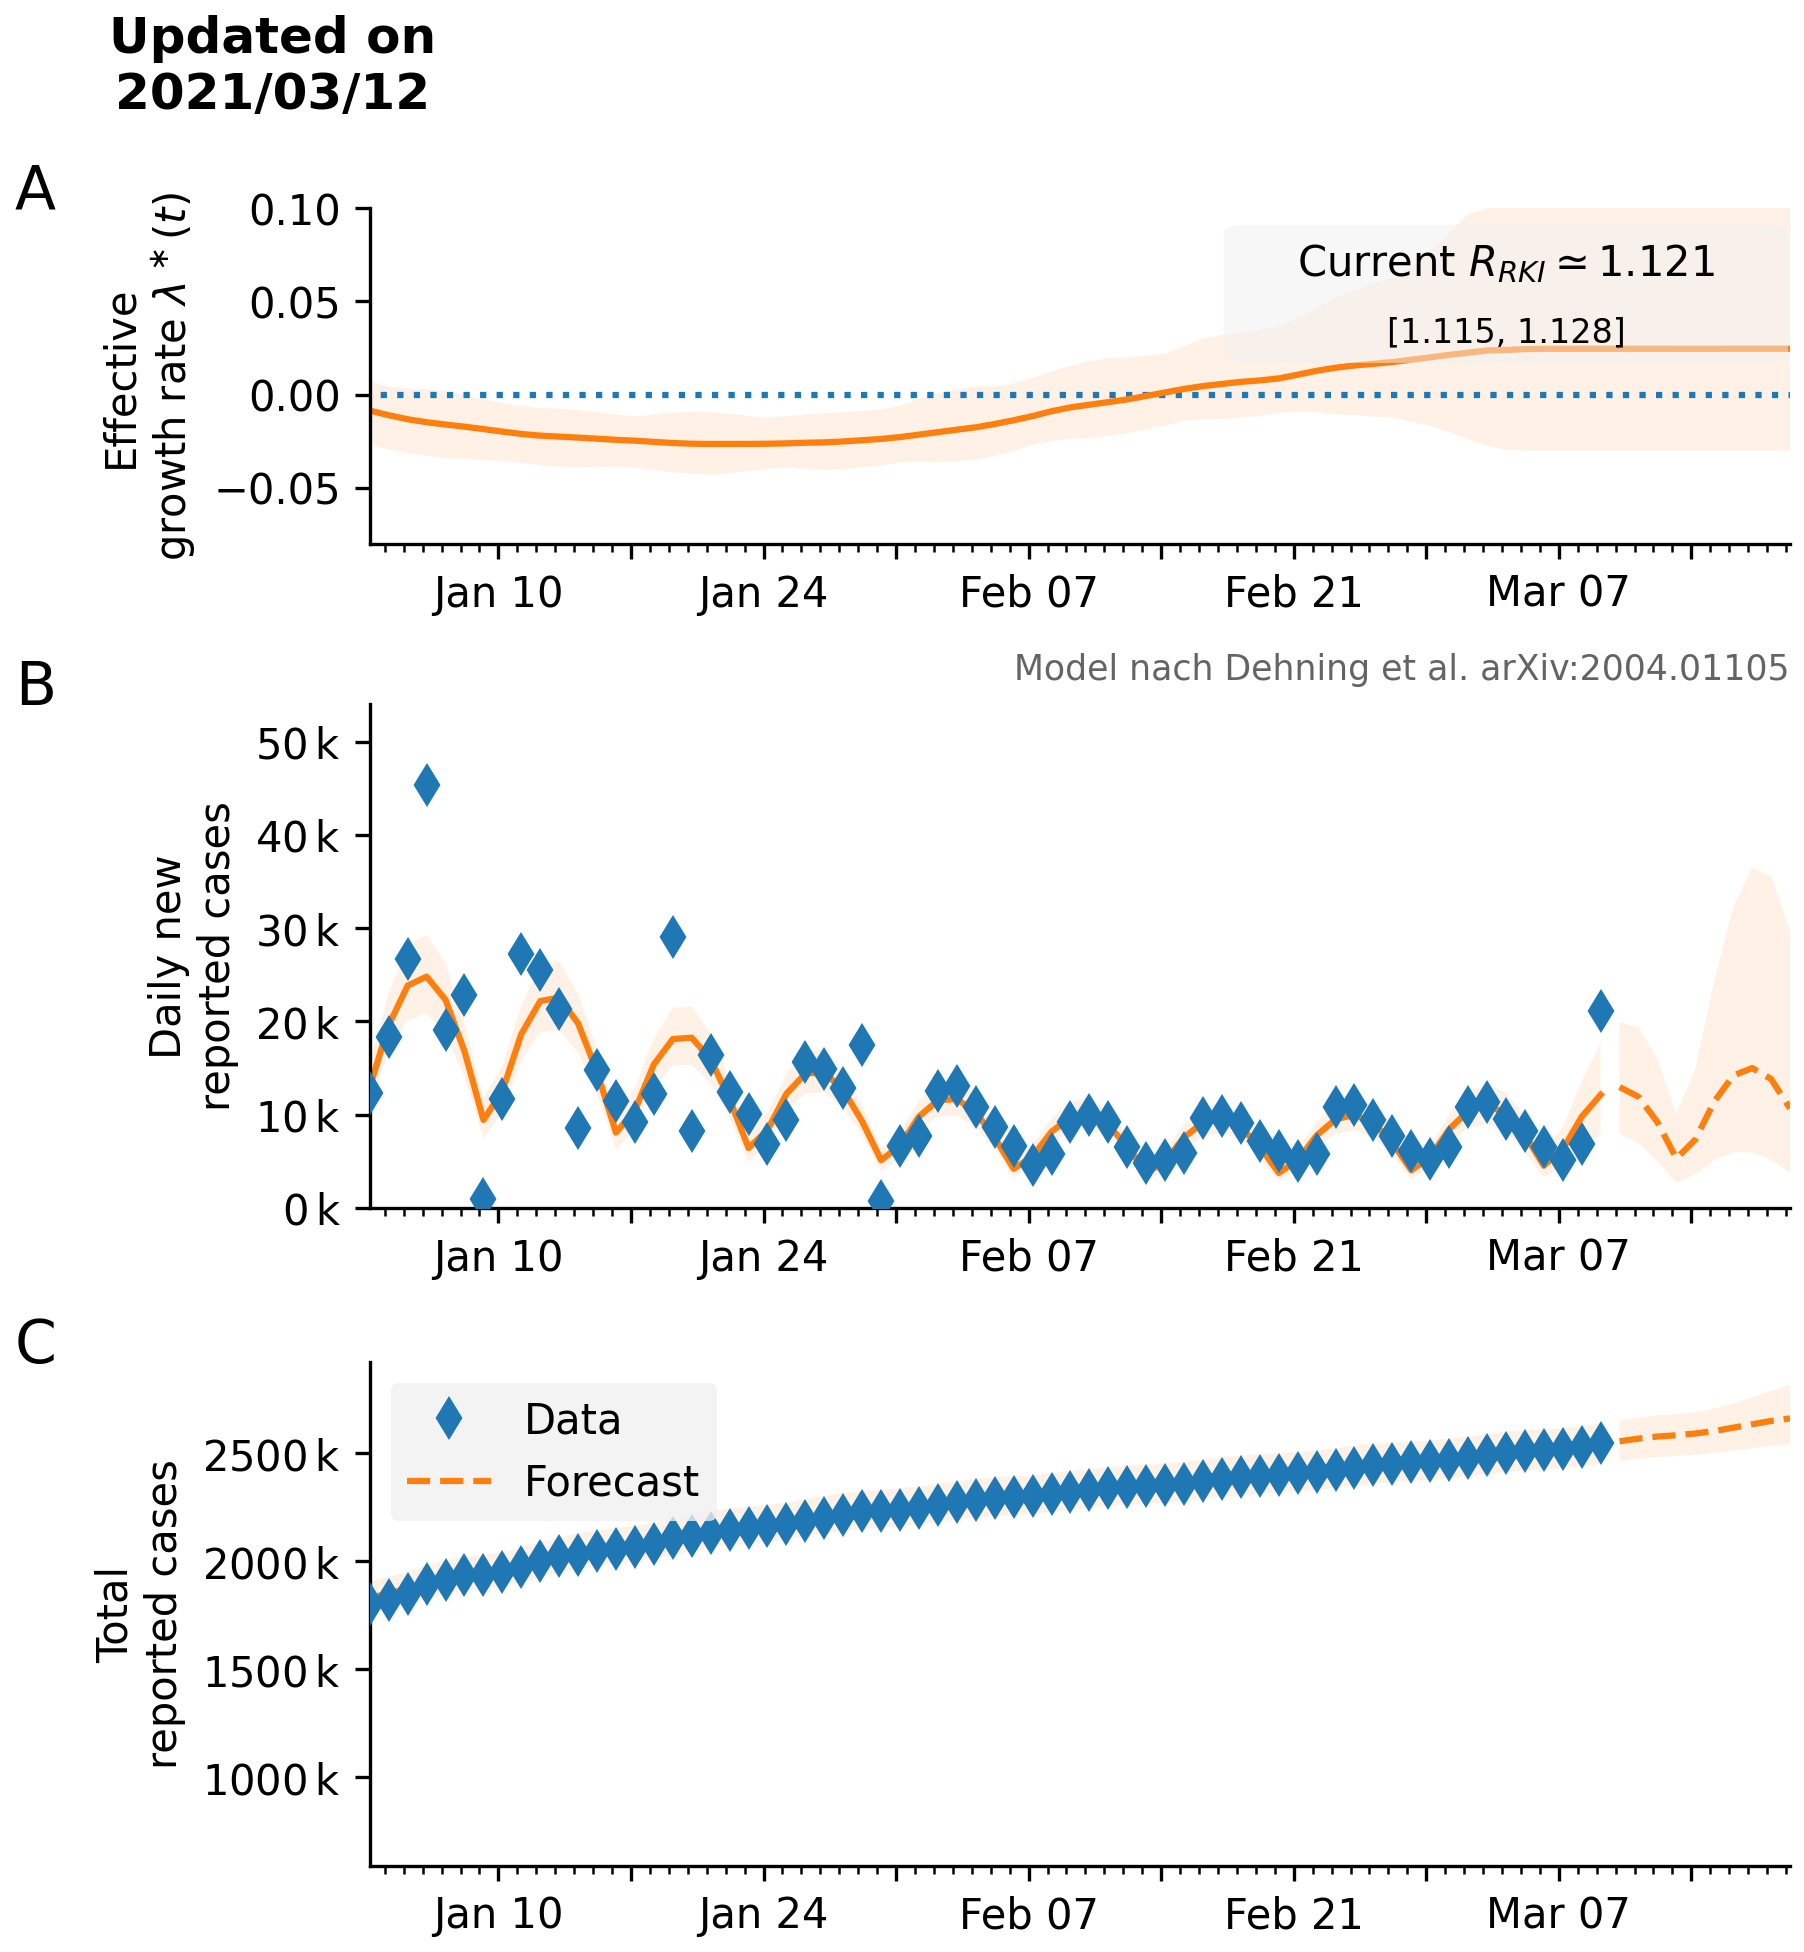 Updated on
2021/03/12
A
Effective
growth rate λ * (t)
0.10
0.05
0.00
−0.05
Current R_RKI ≃ 1.121
[1.115, 1.128]
Jan 10 Jan 24 Feb 07 Feb 21 Mar 07
Model nach Dehning et al. arXiv:2004.01105
B
Daily new
reported cases
50 k
40 k
30 k
20 k
10 k
0 k
Jan 10 Jan 24 Feb 07 Feb 21 Mar 07
C
Total
reported cases
2500 k
2000 k
1500 k
1000 k
Data
Forecast
Jan 10 Jan 24 Feb 07 Feb 21 Mar 07